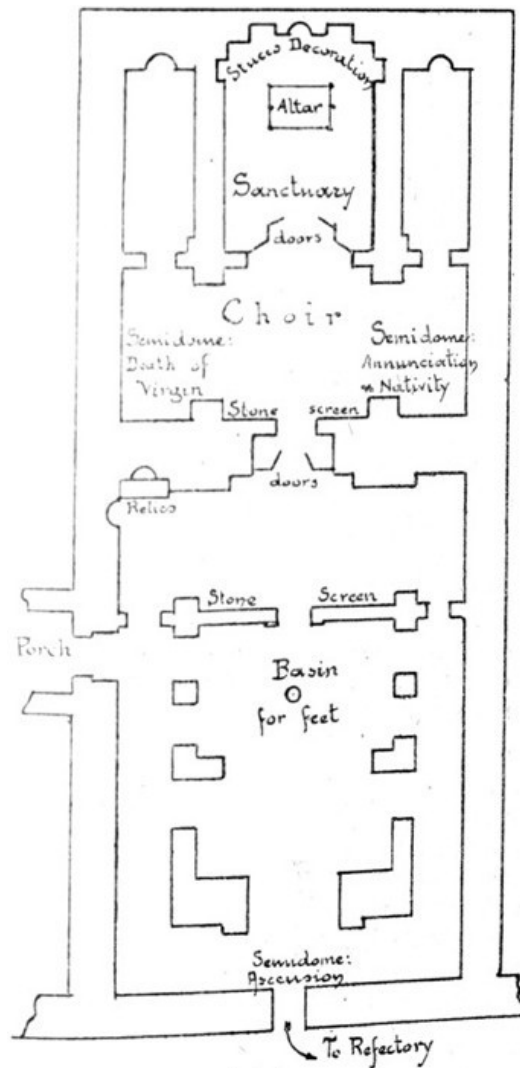 Stucco Decoration
Altar
Sanctuary
doors
Choir
Semidome:
Death of
Virgin
Semidome:
Annunciation
& Nativity
Stone screen
doors
Relics
Stone Screen
Porch
Basin
for feet
Semidome:
Ascension
To Refectory